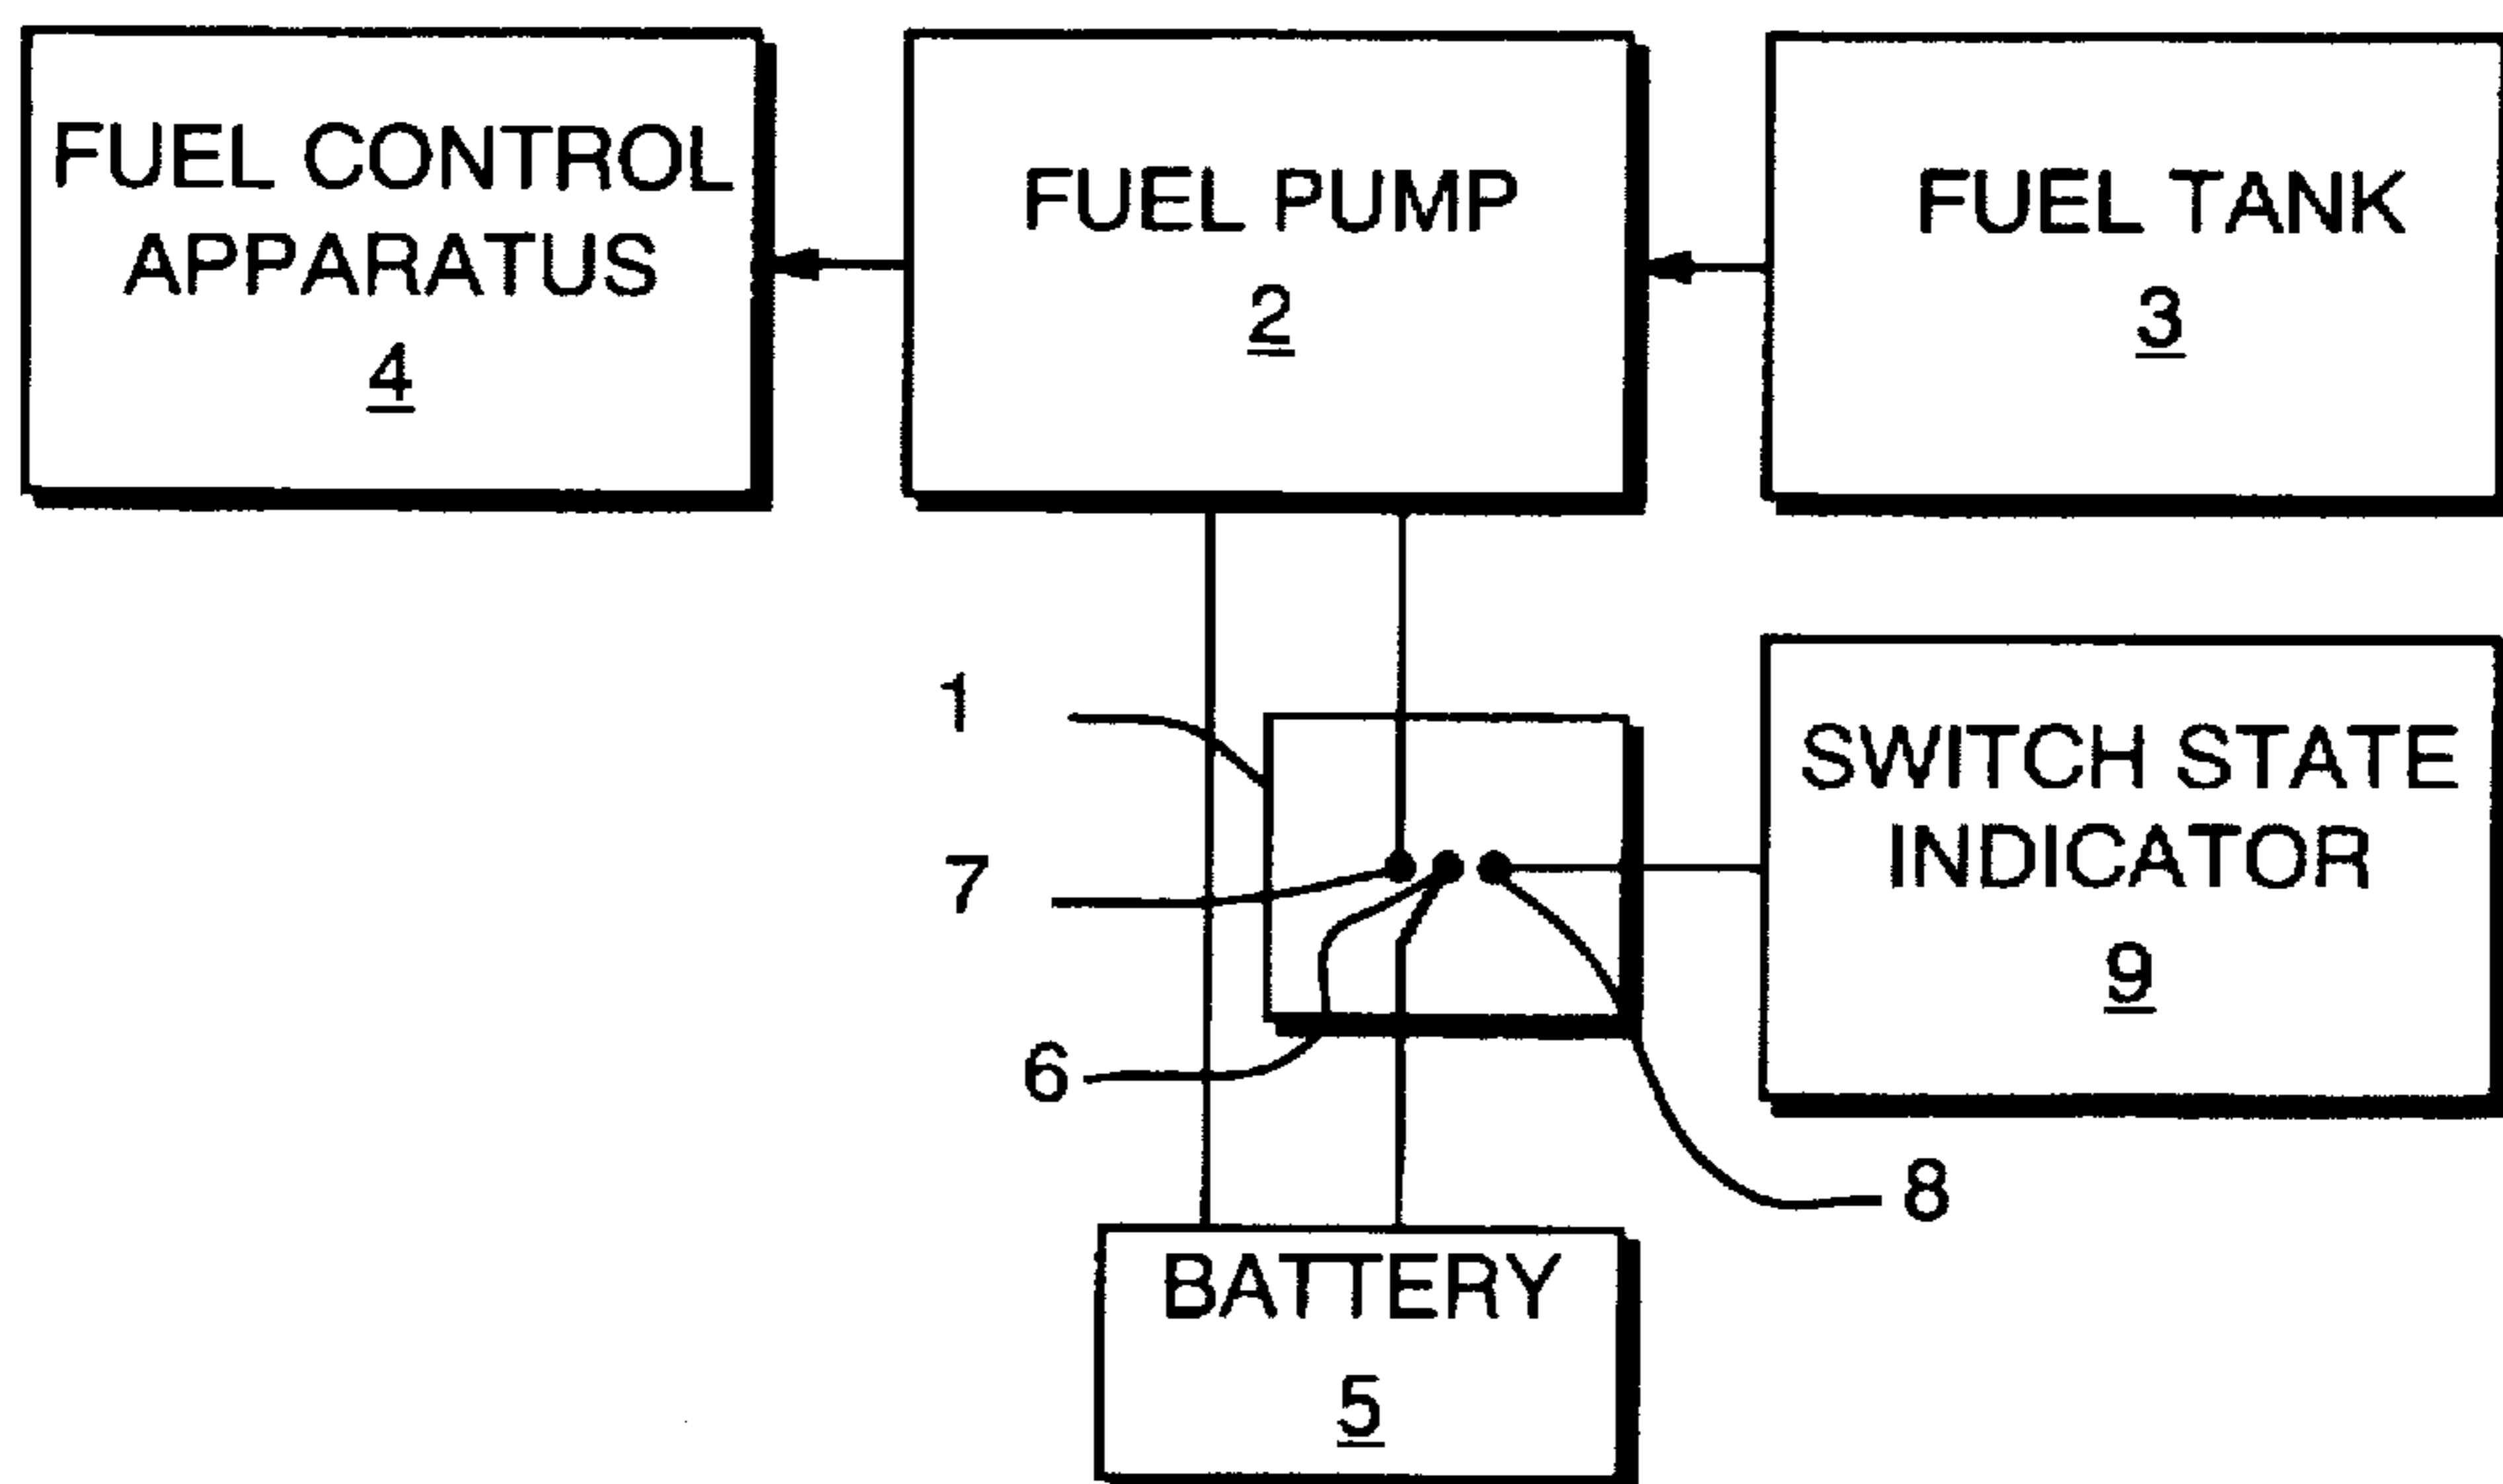 FUEL CONTROL
APPARATUS
4
FUEL PUMP
2
FUEL TANK
3
1
7
6
SWITCH STATE
INDICATOR
9
8
BATTERY
5